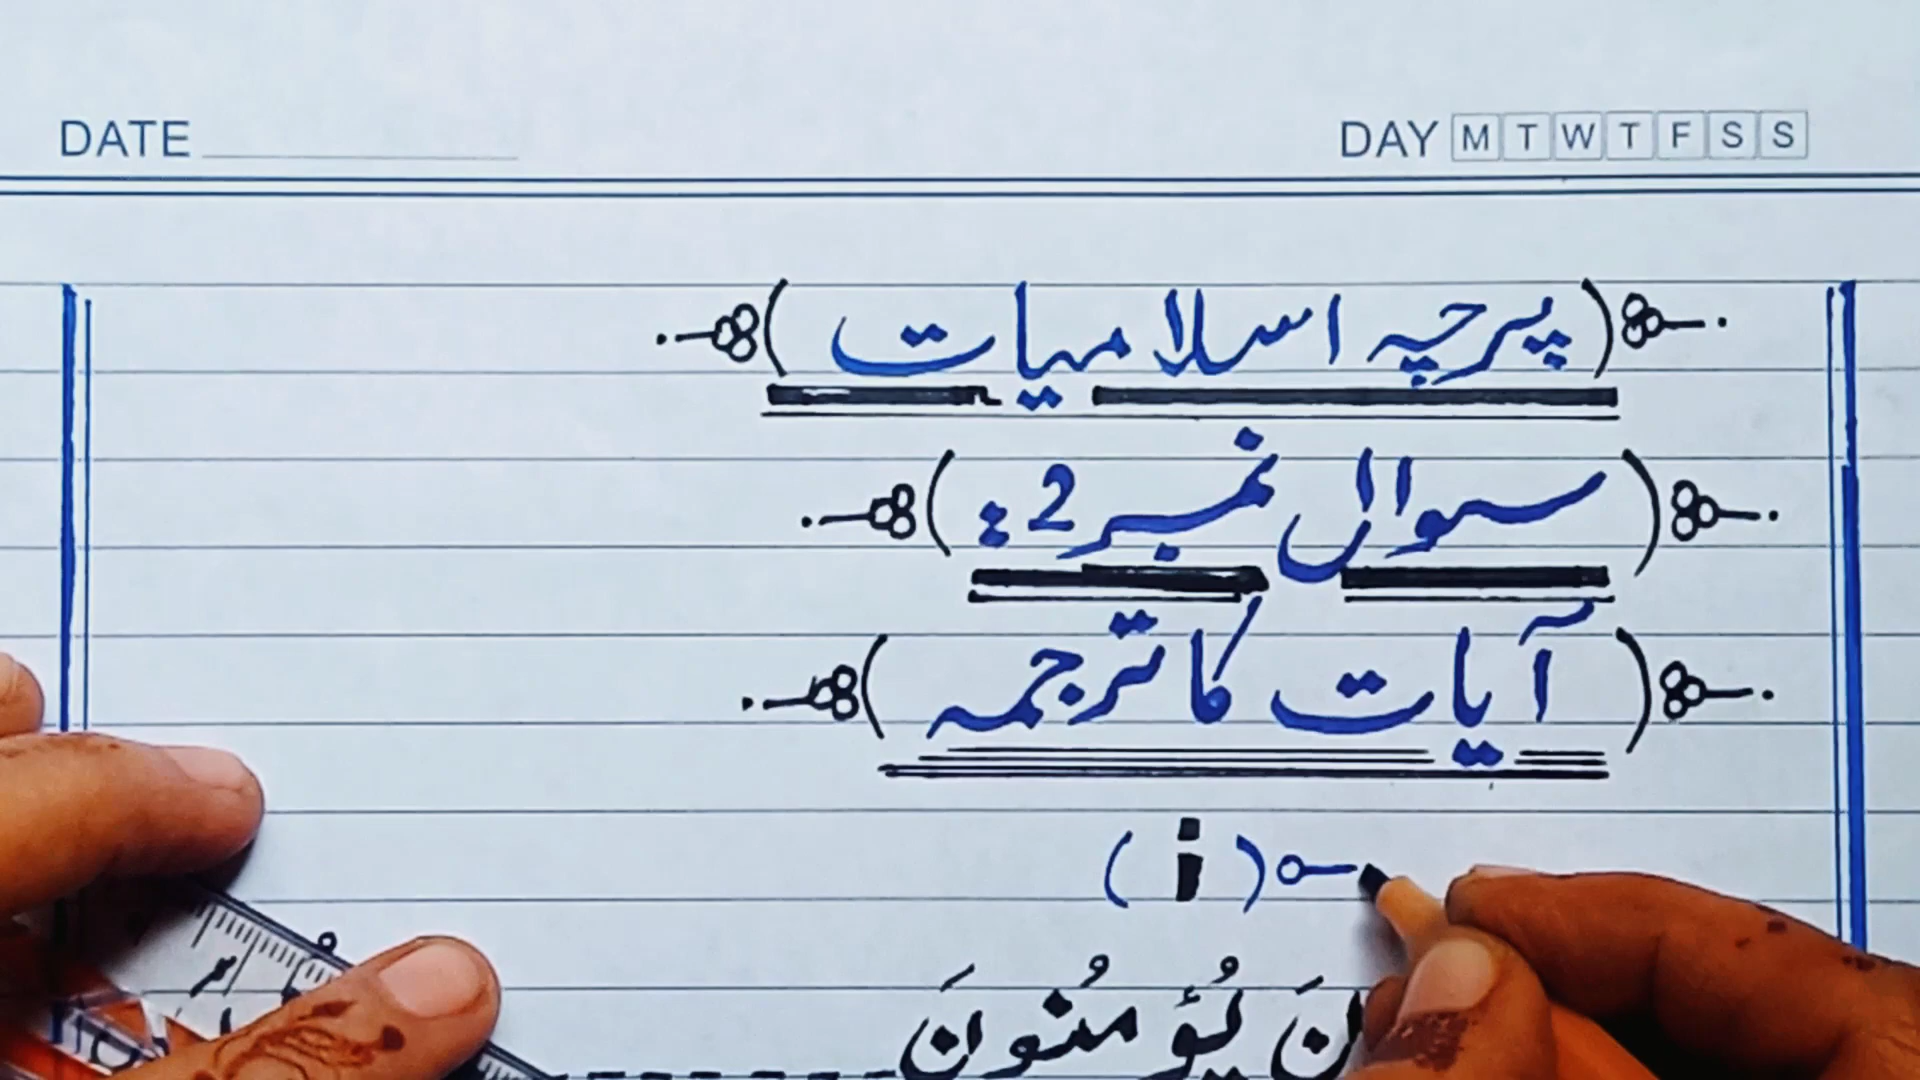 DATE
DAY M T W T F S S
(پرچہ اسلامیات)
(سوال نمبر 2:)
(آیات کا ترجمہ)
(i)
يُؤْمِنُونَ